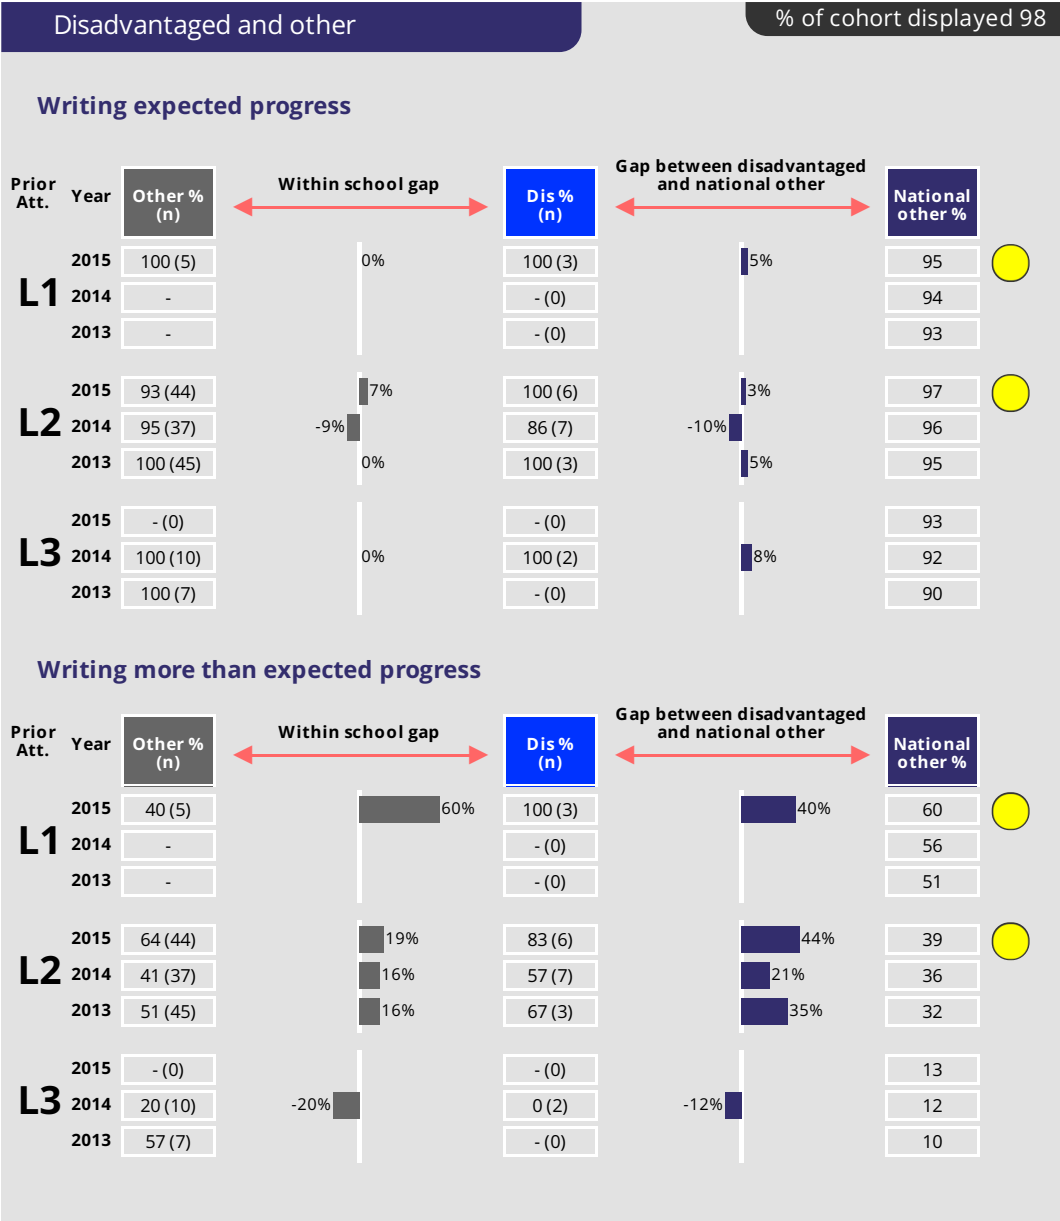 Disadvantaged and other
% of cohort displayed 98
Writing expected progress
Prior Att.
Year
Other % (n)
Within school gap
Dis % (n)
Gap between disadvantaged and national other
National other %
L1
2015 100 (5) 0% 100 (3) 5% 95
2014 - - (0) 94
2013 - - (0) 93
L2
2015 93 (44) 7% 100 (6) 3% 97
2014 95 (37) -9% 86 (7) -10% 96
2013 100 (45) 0% 100 (3) 5% 95
L3
2015 - (0) - (0) 93
2014 100 (10) 0% 100 (2) 8% 92
2013 100 (7) - (0) 90
Writing more than expected progress
Prior Att.
Year
Other % (n)
Within school gap
Dis % (n)
Gap between disadvantaged and national other
National other %
L1
2015 40 (5) 60% 100 (3) 40% 60
2014 - - (0) 56
2013 - - (0) 51
L2
2015 64 (44) 19% 83 (6) 44% 39
2014 41 (37) 16% 57 (7) 21% 36
2013 51 (45) 16% 67 (3) 35% 32
L3
2015 - (0) - (0) 13
2014 20 (10) -20% 0 (2) -12% 12
2013 57 (7) - (0) 10